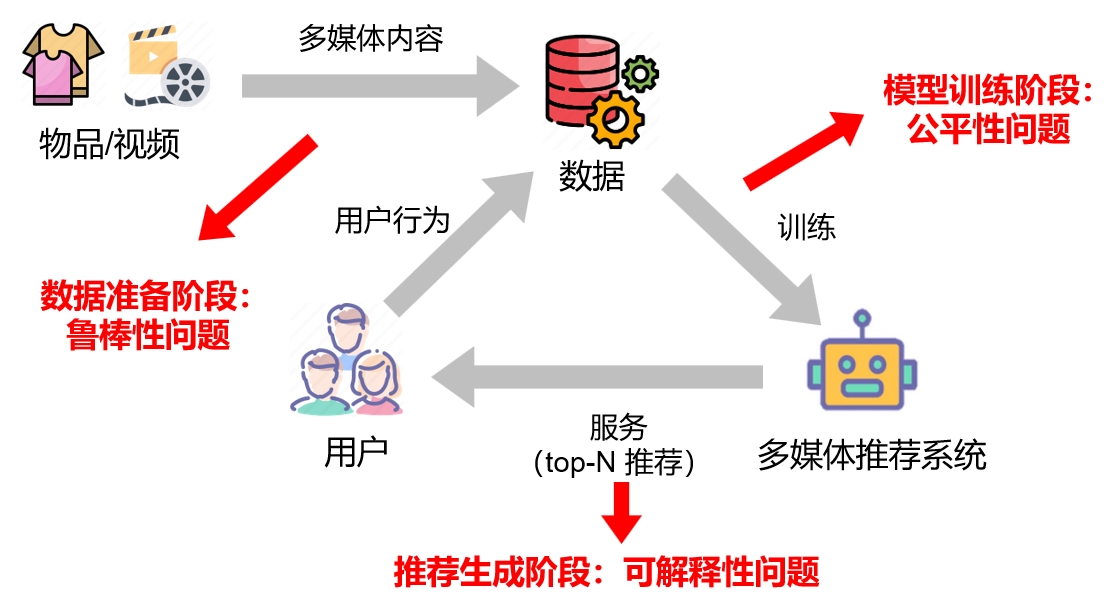 多媒体内容
物品/视频
数据
模型训练阶段：
公平性问题
用户行为
训练
数据准备阶段：
鲁棒性问题
用户
服务
（top-N 推荐）
多媒体推荐系统
推荐生成阶段：可解释性问题